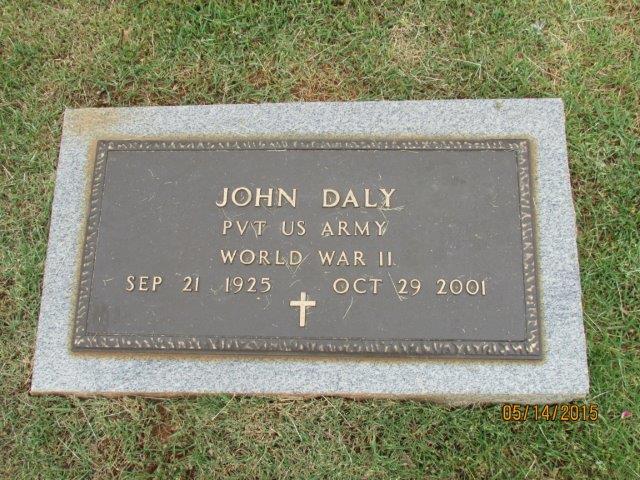 JOHN DALY
PVT US ARMY
WORLD WAR II
SEP 21 1925 OCT 29 2001
05/14/2015